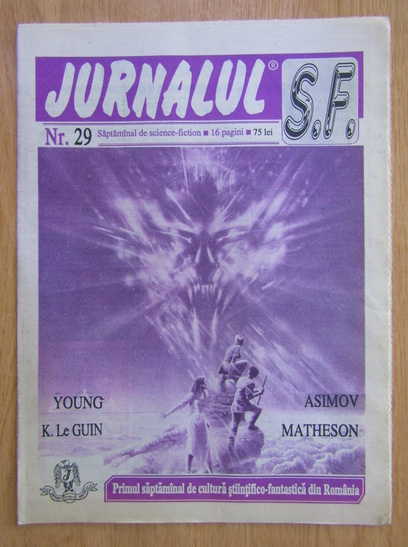 JURNALUL®
S.F.
Nr. 29 Săptămînal de science-fiction ■ 16 pagini ■ 75 lei
YOUNG ASIMOV
K. Le GUIN MATHESON
Primul săptămînal de cultură ştiinţifico-fantastică din România